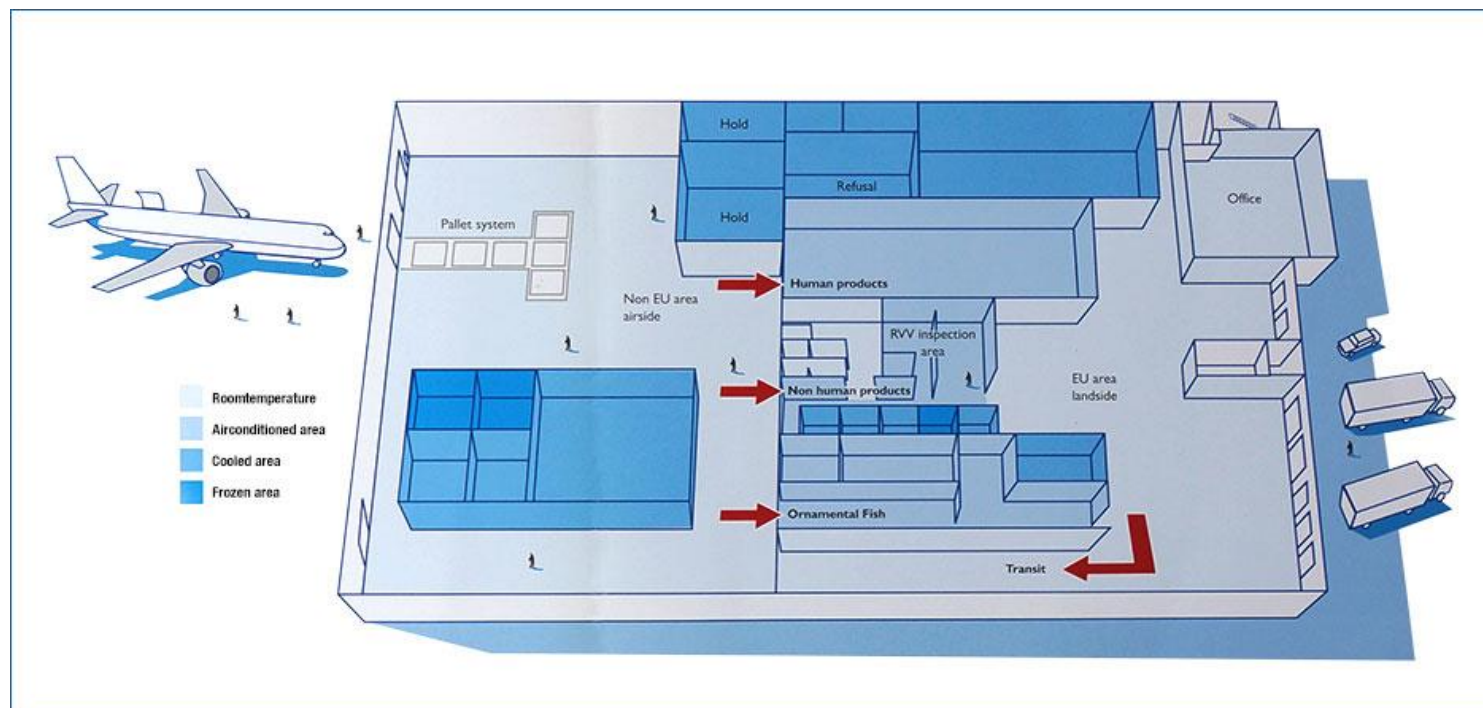 Hold
Refusal
Hold
Office
Pallet system
Human products
Non EU area
airside
RVV inspection
area
Non human products
EU area
landside
Roomtemperature
Airconditioned area
Cooled area
Frozen area
Ornamental Fish
Transit